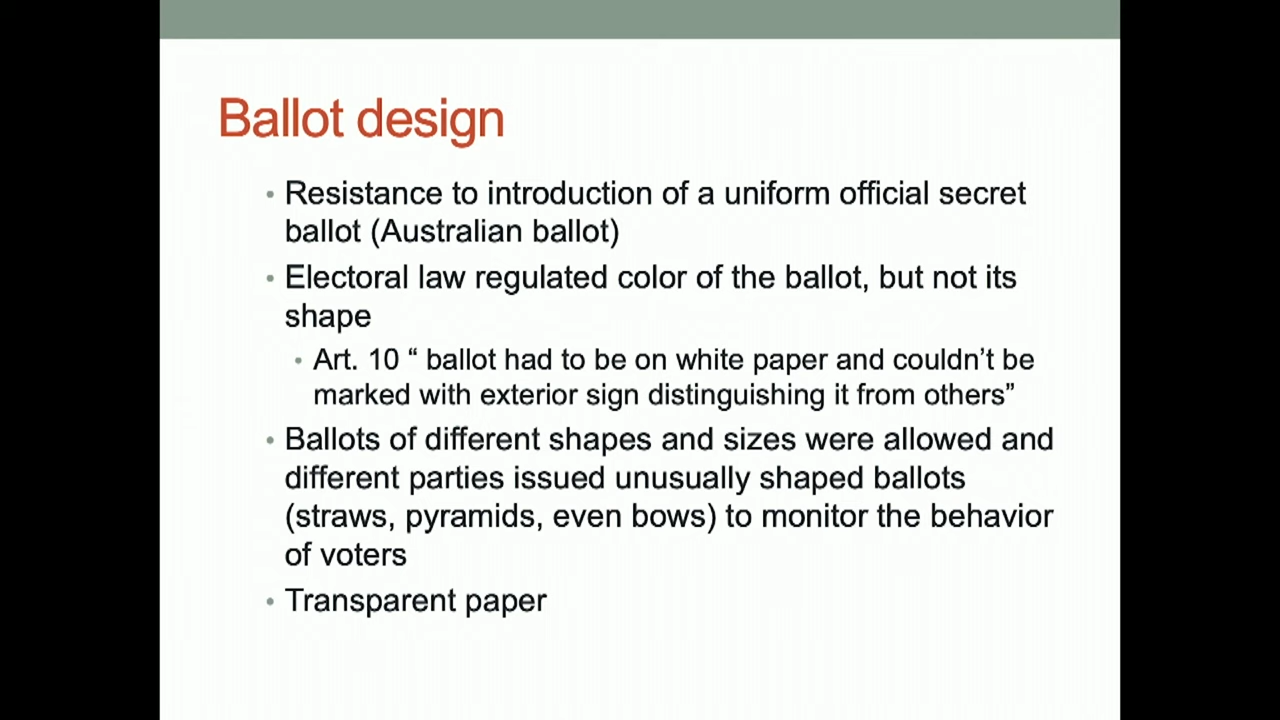 Ballot design
• Resistance to introduction of a uniform official secret
ballot (Australian ballot)
• Electoral law regulated color of the ballot, but not its
shape
• Art. 10 “ ballot had to be on white paper and couldn’t be
marked with exterior sign distinguishing it from others”
• Ballots of different shapes and sizes were allowed and
different parties issued unusually shaped ballots
(straws, pyramids, even bows) to monitor the behavior
of voters
• Transparent paper